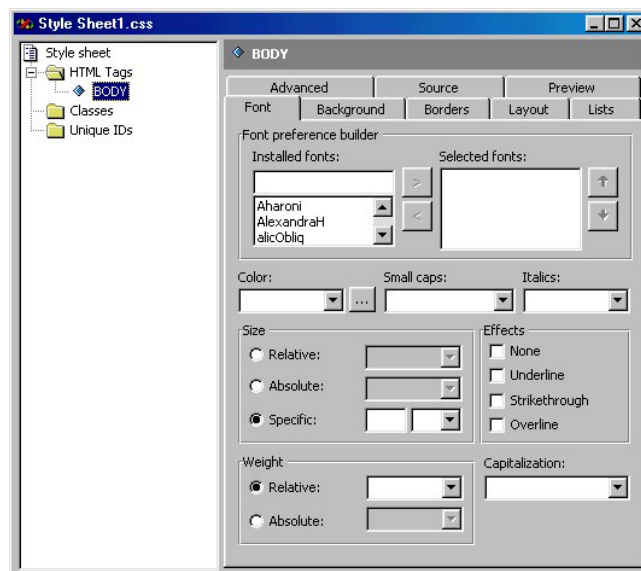 Style Sheet1.css
Style sheet
HTML Tags
BODY
Classes
Unique IDs
BODY
Advanced Source Preview
Font Background Borders Layout Lists
Font preference builder
Installed fonts: Selected fonts:
>
Aharoni
AlexandraH
alicObliq
<
Color: Small caps: Italics:
...
Size Effects
Relative: None
Absolute: Underline
Specific: Strikethrough
Overline
Weight Capitalization:
Relative:
Absolute: